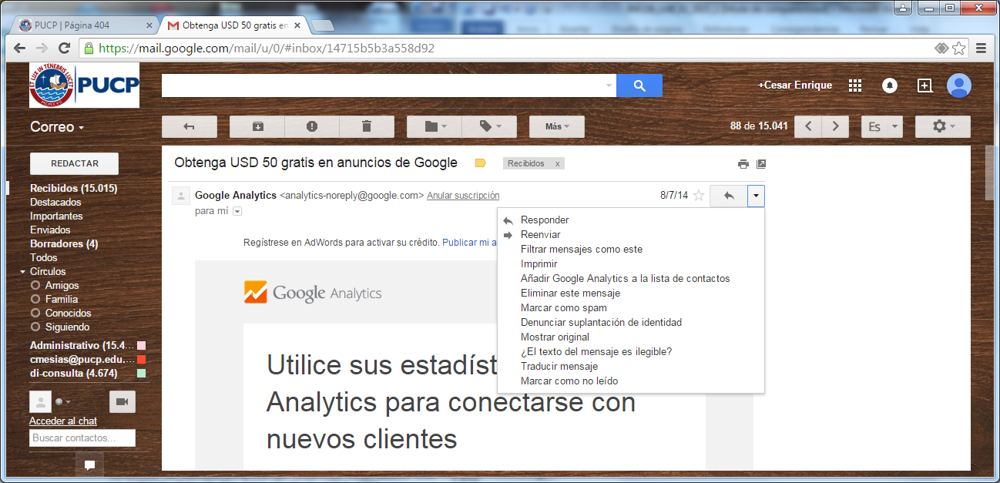 PUCP | Página 404
Obtenga USD 50 gratis en
https://mail.google.com/mail/u/0/#inbox/14715b5b3a558d92
ET LUX IN TENEBRIS LUCET
MCMXVII
PUCP
+Cesar Enrique
Correo
Más
88 de 15.041
Es
REDACTAR
Obtenga USD 50 gratis en anuncios de Google
Recibidos x
Recibidos (15.015)
Destacados
Importantes
Enviados
Borradores (4)
Todos
Círculos
Amigos
Familia
Conocidos
Siguiendo
Administrativo (15.4...
cmesias@pucp.edu....
di-consulta (4.674)
Acceder al chat
Buscar contactos...
Google Analytics <analytics-noreply@google.com> Anular suscripción
8/7/14
para mí
Regístrese en AdWords para activar su crédito. Publicar mi a
Google Analytics
Utilice sus estadíst
Analytics para conectarse con
nuevos clientes
Responder
Reenviar
Filtrar mensajes como este
Imprimir
Añadir Google Analytics a la lista de contactos
Eliminar este mensaje
Marcar como spam
Denunciar suplantación de identidad
Mostrar original
¿El texto del mensaje es ilegible?
Traducir mensaje
Marcar como no leído